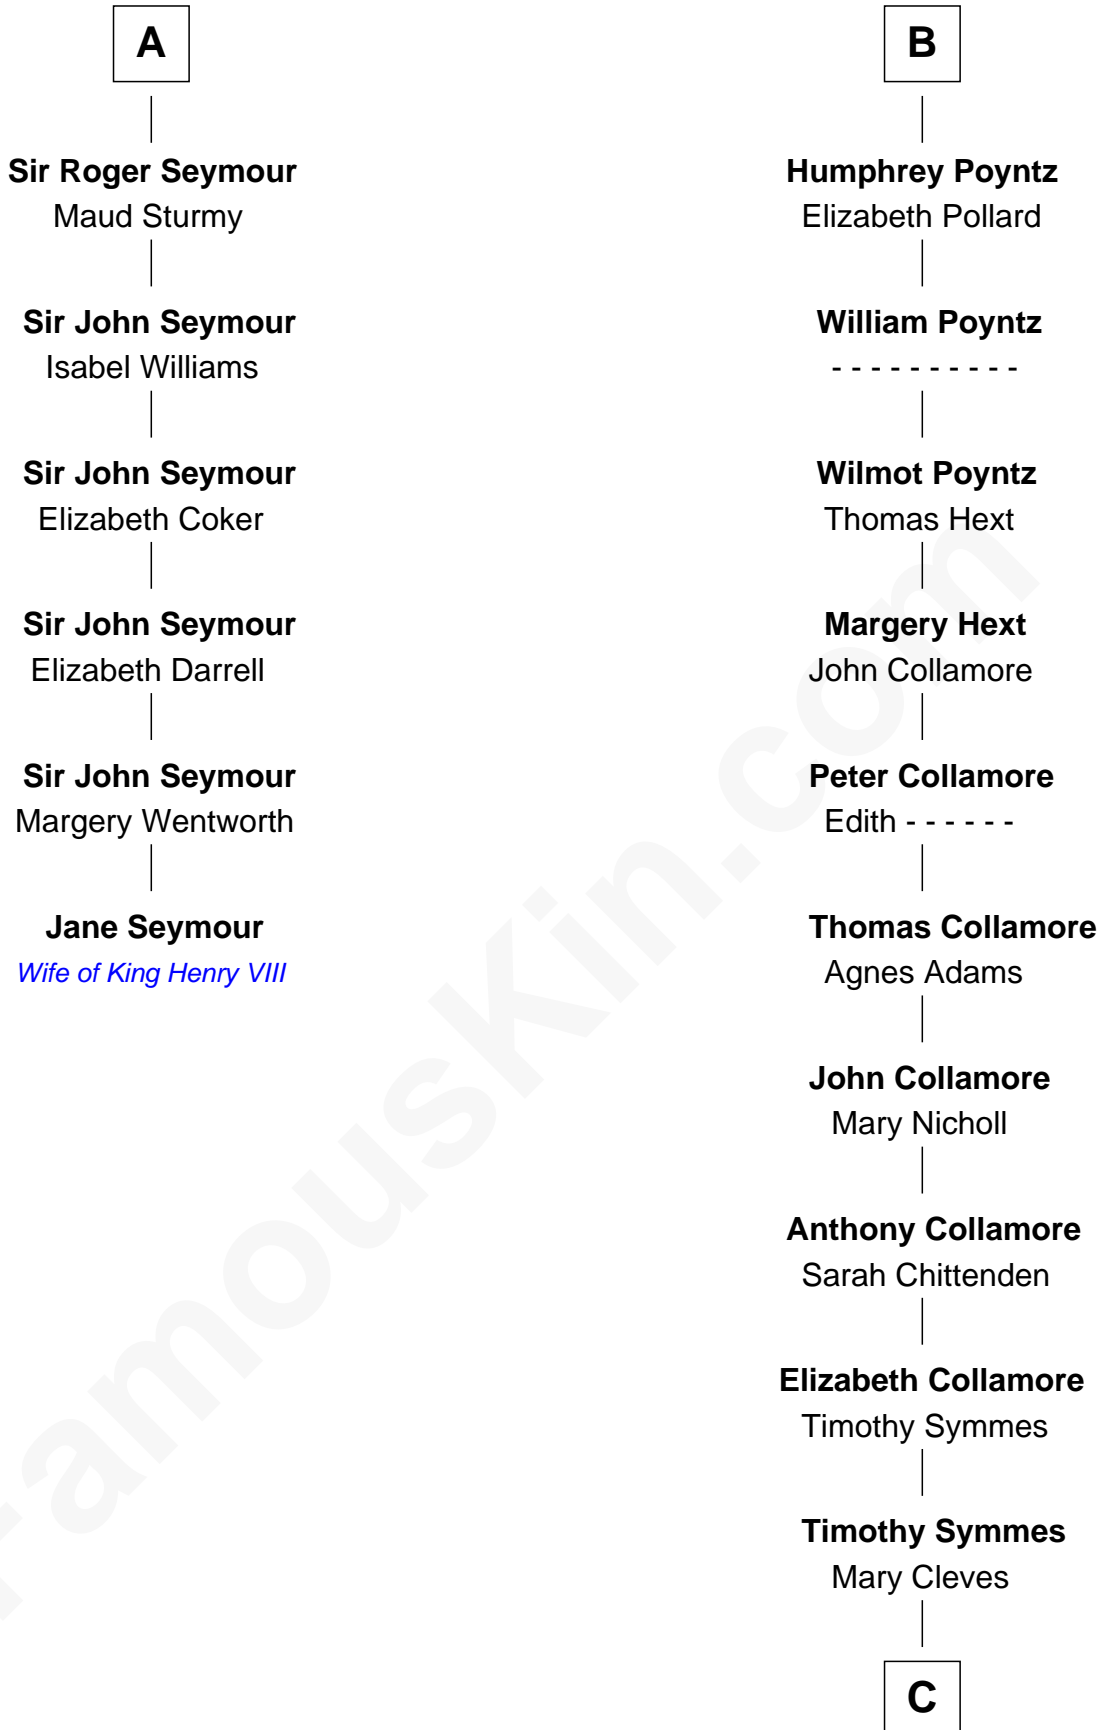 A
Sir Roger Seymour
Maud Sturmy
Sir John Seymour
Isabel Williams
Sir John Seymour
Elizabeth Coker
Sir John Seymour
Elizabeth Darrell
Sir John Seymour
Margery Wentworth
Jane Seymour
Wife of King Henry VIII
B
Humphrey Poyntz
Elizabeth Pollard
William Poyntz
- - - - - - - - - -
Wilmot Poyntz
Thomas Hext
Margery Hext
John Collamore
Peter Collamore
Edith - - - - - -
Thomas Collamore
Agnes Adams
John Collamore
Mary Nicholl
Anthony Collamore
Sarah Chittenden
Elizabeth Collamore
Timothy Symmes
Timothy Symmes
Mary Cleves
C
FamousKin.com